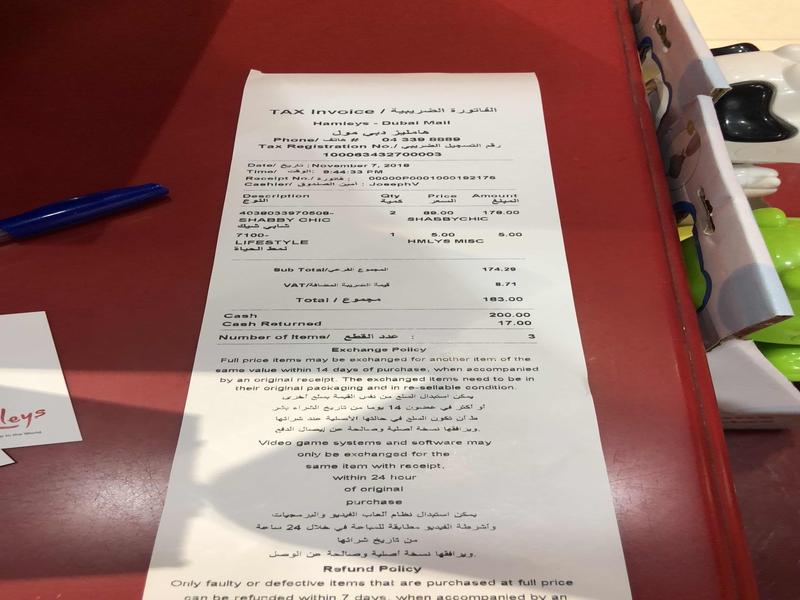 TAX Invoice / الفاتورة الضريبية
Hamleys - Dubai Mall
هامليز دبي مول
Phone/ هاتف # 04 339 8889
Tax Registration No./ رقم التسجيل الضريبي
100063432700003
Date/ تاريخ : November 7, 2018
Time/ الوقت: 8:44:33 PM
Receipt No./ فاتورة : 00000P0001000192176
Cashier/ امين الصندوق : JosephV
Description Qty Price Amount
النوع كمية السعر المبلغ
4038033970508- 2 89.00 178.00
SHABBY CHIC SHABBYCHIC
شابي شيك
7100- 1 5.00 5.00
LIFESTYLE HMLYS MISC
نمط الحياة
Sub Total/المجموع الفرعي 174.29
VAT/قيمة الضريبة المضافة 8.71
Total / مجموع 183.00
Cash 200.00
Cash Returned 17.00
Number of Items/ عدد القطع : 3
Exchange Policy
Full price items may be exchanged for another item of the
same value within 14 days of purchase, when accompanied
by an original receipt. The exchanged items need to be in
their original packaging and in re-sellable condition.
يمكن استبدال السلع من نفس القيمة بسلع أخرى
أو أكثر في غضون 14 يوما من تاريخ الشراء بشر
ط أن تكون السلع في حالتها الأصلية عند شرائها
ويرافقها نسخة أصلية وصالحة عن إيصال الدفع.
Video game systems and software may
only be exchanged for the
same item with receipt,
within 24 hour
of original
purchase
يمكن استبدال نظام ألعاب الفيديو والبرمجيات
وأشرطة الفيديو مطابقة للمباعة في خلال 24 ساعة
من تاريخ شرائها
ويرافقها نسخة أصلية وصالحة عن الوصل.
Refund Policy
Only faulty or defective items that are purchased at full price
can be refunded within 7 days, when accompanied by an
leys
in the World